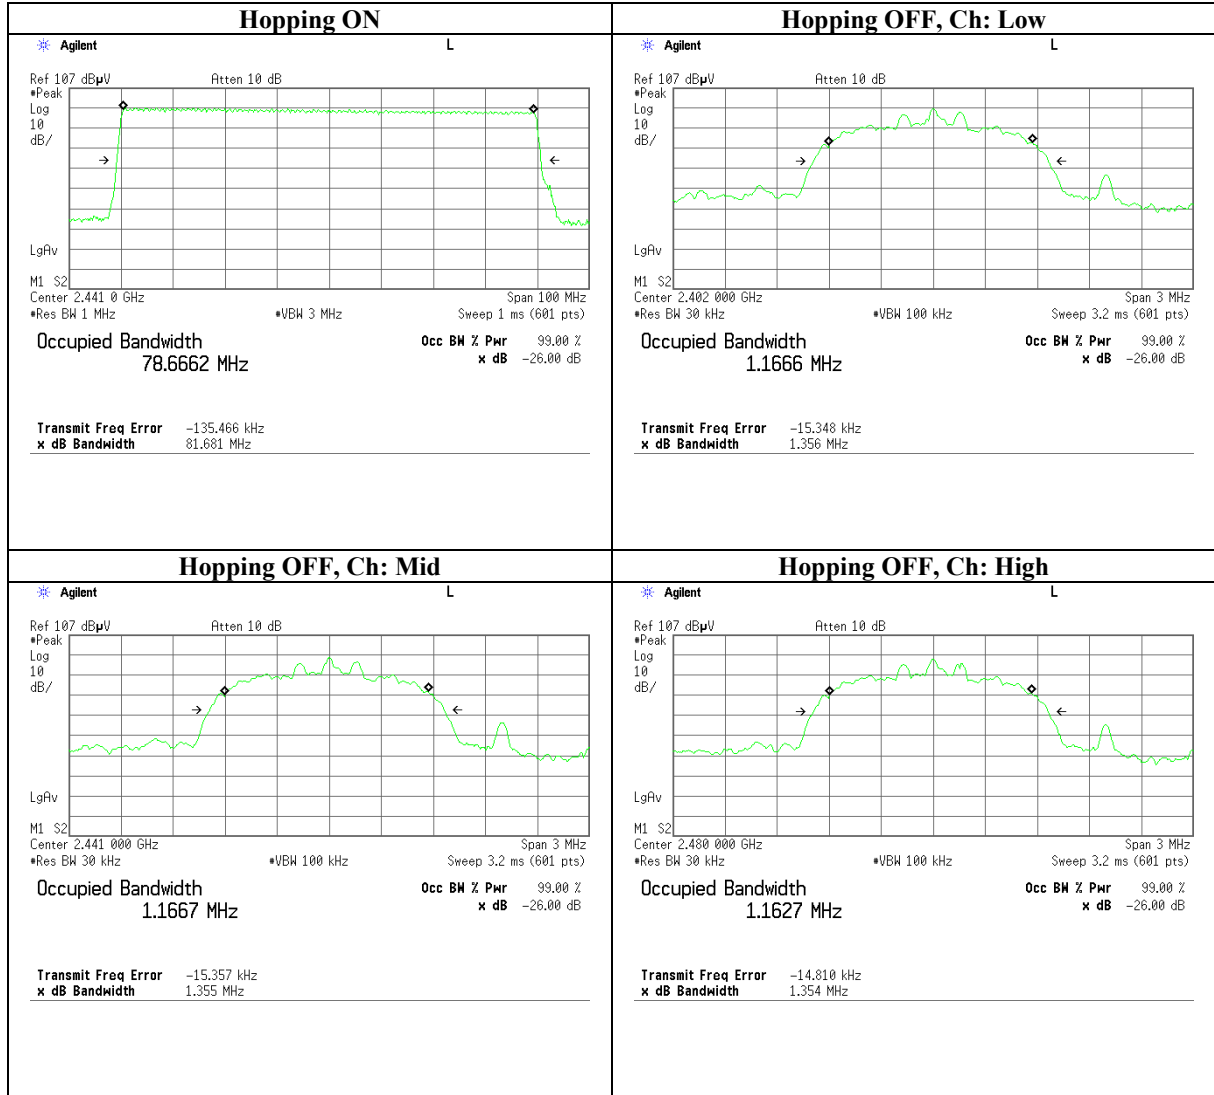 Hopping ON
Agilent L
Ref 107 dBµV Atten 10 dB
#Peak
Log
10
dB/
LgAv
M1 S2
Center 2.441 0 GHz Span 100 MHz
#Res BW 1 MHz #VBW 3 MHz Sweep 1 ms (601 pts)
Occupied Bandwidth Occ BW % Pwr 99.00 %
78.6662 MHz x dB -26.00 dB
Transmit Freq Error -135.466 kHz
x dB Bandwidth 81.681 MHz
Hopping OFF, Ch: Low
Agilent L
Ref 107 dBµV Atten 10 dB
#Peak
Log
10
dB/
LgAv
M1 S2
Center 2.402 000 GHz Span 3 MHz
#Res BW 30 kHz #VBW 100 kHz Sweep 3.2 ms (601 pts)
Occupied Bandwidth Occ BW % Pwr 99.00 %
1.1666 MHz x dB -26.00 dB
Transmit Freq Error -15.348 kHz
x dB Bandwidth 1.356 MHz
Hopping OFF, Ch: Mid
Agilent L
Ref 107 dBµV Atten 10 dB
#Peak
Log
10
dB/
LgAv
M1 S2
Center 2.441 000 GHz Span 3 MHz
#Res BW 30 kHz #VBW 100 kHz Sweep 3.2 ms (601 pts)
Occupied Bandwidth Occ BW % Pwr 99.00 %
1.1667 MHz x dB -26.00 dB
Transmit Freq Error -15.357 kHz
x dB Bandwidth 1.355 MHz
Hopping OFF, Ch: High
Agilent L
Ref 107 dBµV Atten 10 dB
#Peak
Log
10
dB/
LgAv
M1 S2
Center 2.480 000 GHz Span 3 MHz
#Res BW 30 kHz #VBW 100 kHz Sweep 3.2 ms (601 pts)
Occupied Bandwidth Occ BW % Pwr 99.00 %
1.1627 MHz x dB -26.00 dB
Transmit Freq Error -14.810 kHz
x dB Bandwidth 1.354 MHz